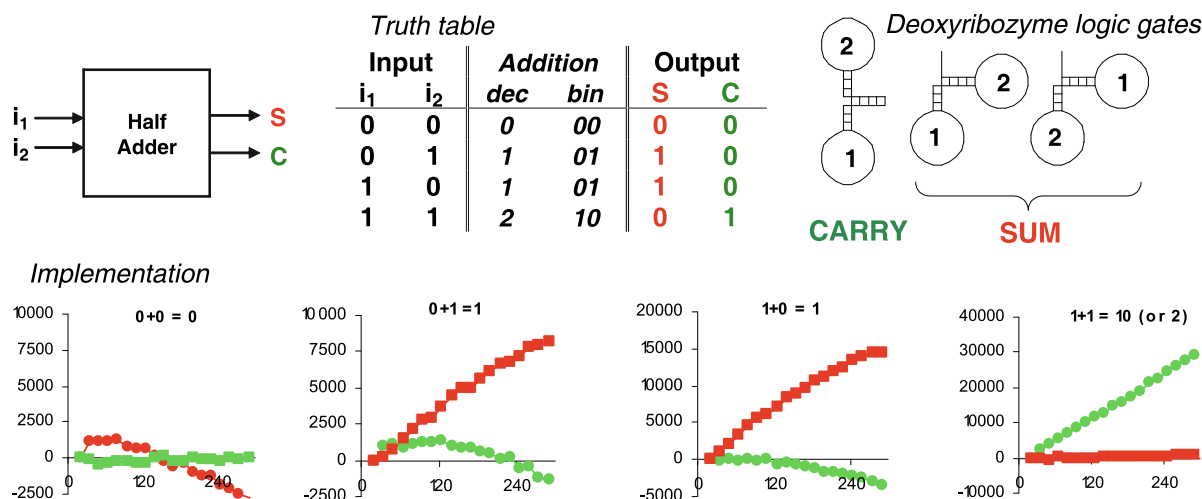 Truth table
Deoxyribozyme logic gates
i1
i2
Half
Adder
S
C
Input Addition Output
i1 i2 dec bin S C
0 0 0 00 0 0
0 1 1 01 1 0
1 0 1 01 1 0
1 1 2 10 0 1
2
1
2
1
1
2
CARRY
SUM
Implementation
0+0 = 0
10000
7500
5000
2500
0
-2500
0 120 240
0+1=1
10000
7500
5000
2500
0
-2500
0 120 240
1+0 = 1
20000
15000
10000
5000
0
-5000
0 120 240
1+1 = 10 (or 2)
40000
30000
20000
10000
0
-10000
0 120 240